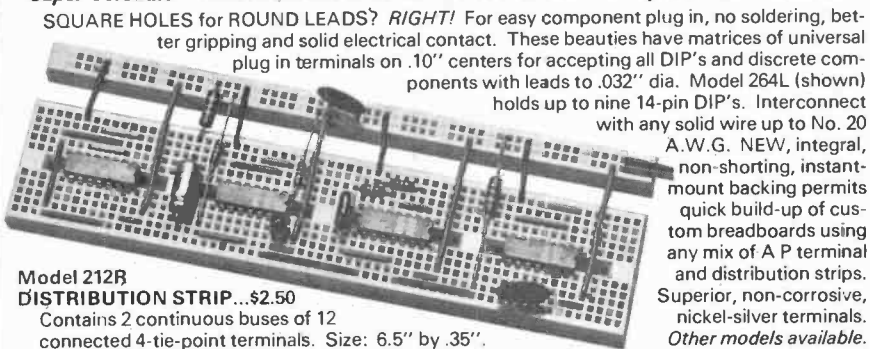 SQUARE HOLES for ROUND LEADS? RIGHT! For easy component plug in, no soldering, bet-
ter gripping and solid electrical contact. These beauties have matrices of universal
plug in terminals on .10" centers for accepting all DIP's and discrete com-
ponents with leads to .032" dia. Model 264L (shown)
holds up to nine 14-pin DIP's. Interconnect
with any solid wire up to No. 20
A.W.G. NEW, integral,
non-shorting, instant-
mount backing permits
quick build-up of cus-
tom breadboards using
any mix of A P terminal
and distribution strips.
Superior, non-corrosive,
nickel-silver terminals.
Other models available.
Model 212R
DISTRIBUTION STRIP...$2.50
Contains 2 continuous buses of 12
connected 4-tie-point terminals. Size: 6.5" by .35".